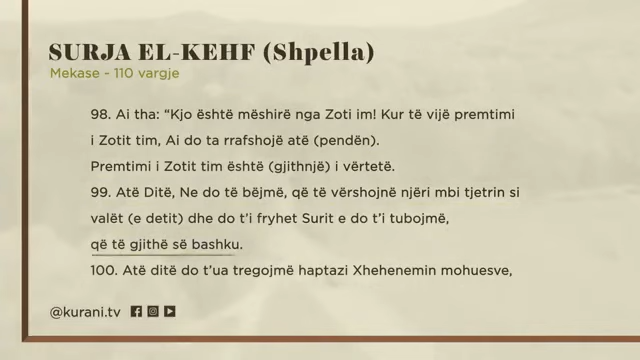 SURJA EL-KEHF (Shpella)
Mekase - 110 vargje
98. Ai tha: “Kjo është mëshirë nga Zoti im! Kur të vijë premtimi
i Zotit tim, Ai do ta rrafshojë atë (pendën).
Premtimi i Zotit tim është (gjithnjë) i vërtetë.
99. Atë Ditë, Ne do të bëjmë, që të vërshojnë njëri mbi tjetrin si
valët (e detit) dhe do t’i fryhet Surit e do t’i tubojmë,
që të gjithë së bashku.
100. Atë ditë do t’ua tregojmë haptazi Xhehenemin mohuesve,
@kurani.tv